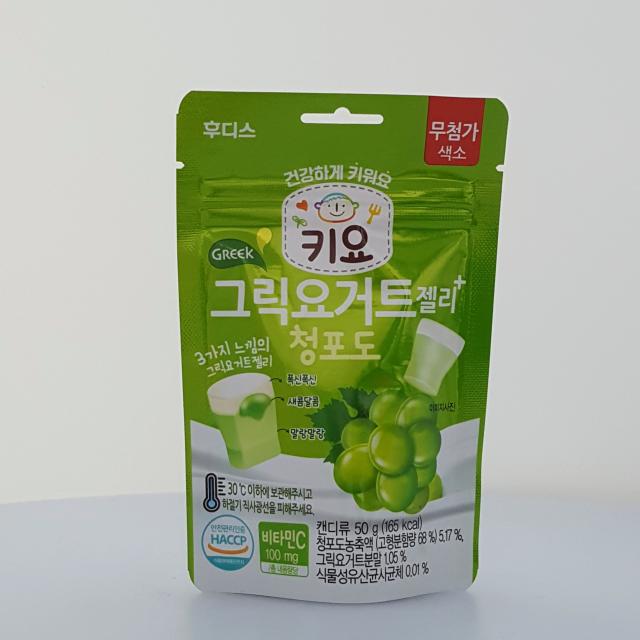 후디스
무첨가
색소
건강하게 키워요
키요
GREEK
그릭요거트젤리+
청포도
3가지 느낌의
그릭요거트젤리
폭신폭신
새콤달콤
말랑말랑
이미지사진
30℃ 이하에 보관해주시고
하절기 직사광선을 피해주세요.
안전관리인증
HACCP
비타민C
100 mg
캔디류 50 g (165 kcal)
청포도농축액 (고형분함량 68 %) 5.17 %,
그릭요거트분말 1.05 %
식물성유산균사균체 0.01 %